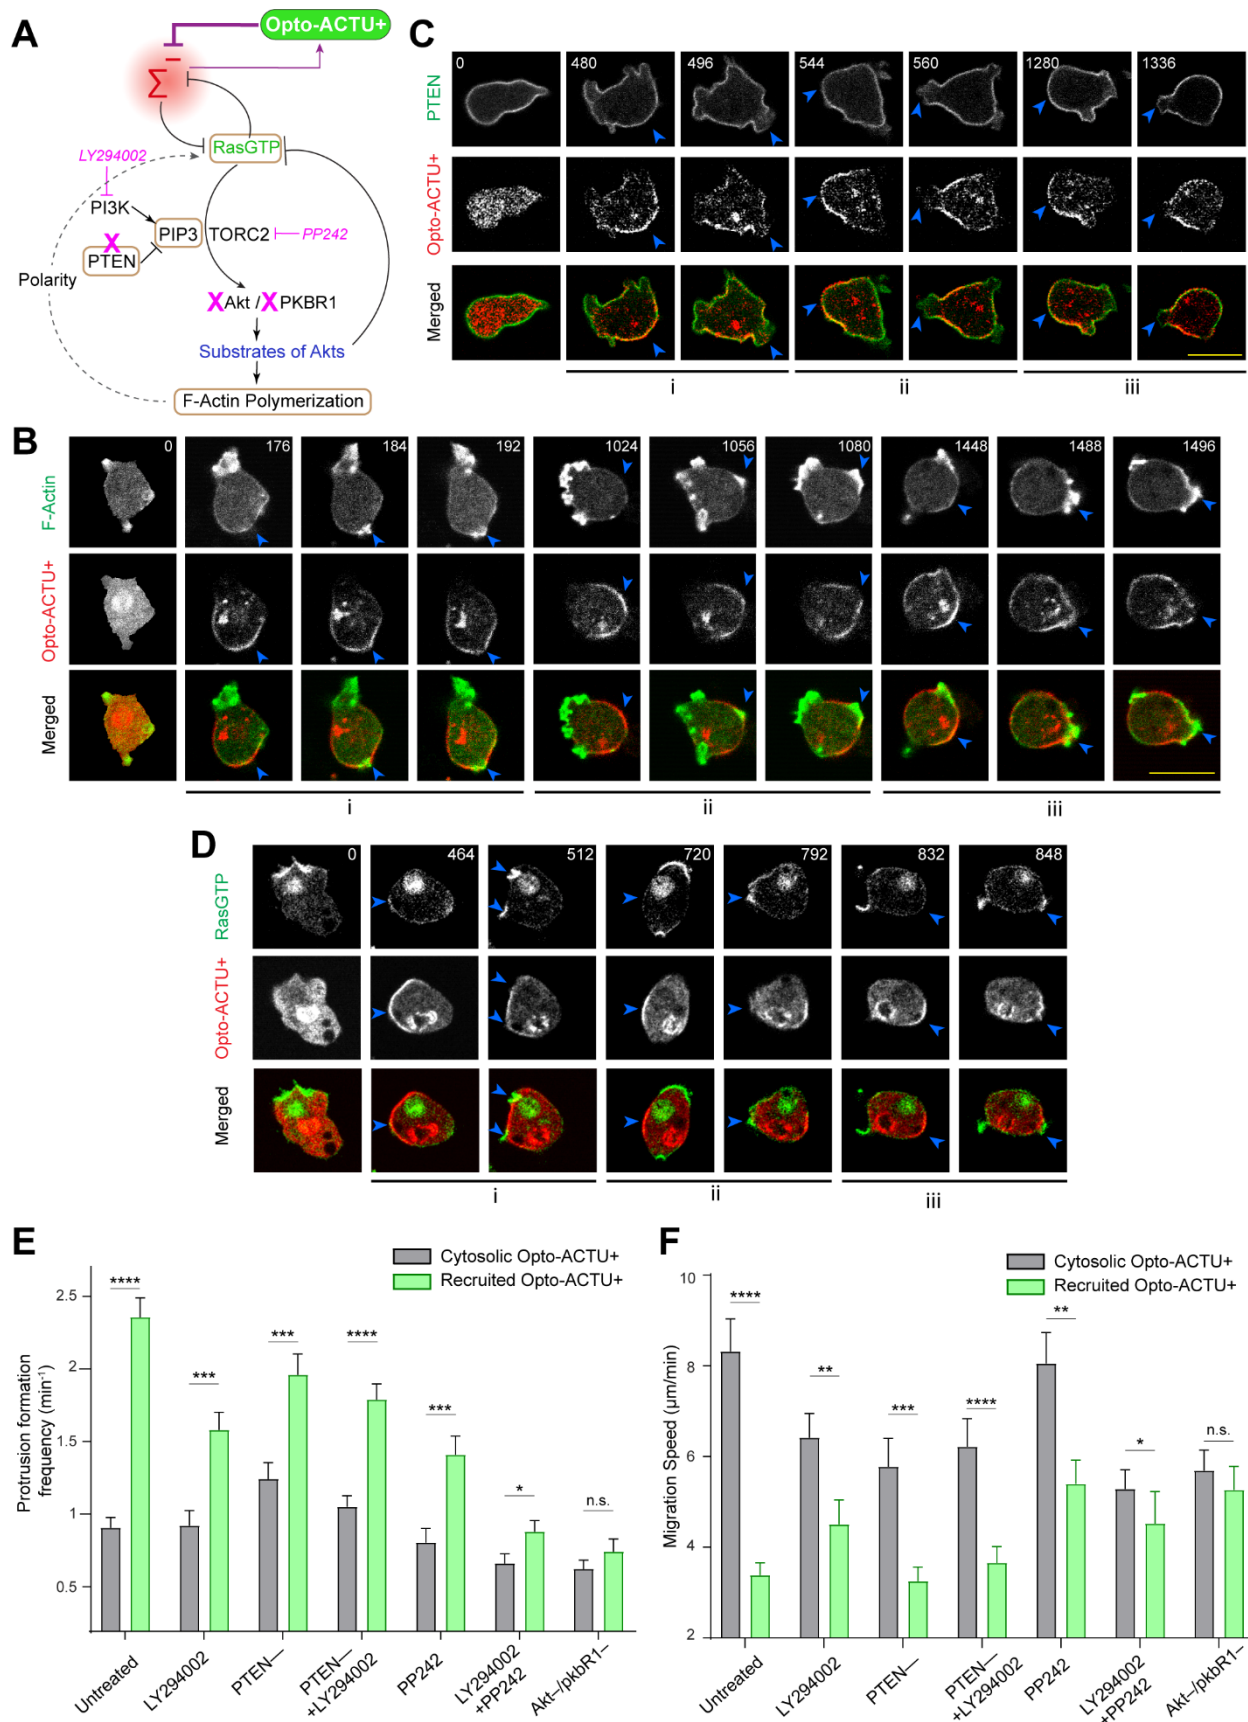 A
Opto-ACTU+
Σ−
RasGTP
LY294002
PI3K
PIP3
TORC2
PP242
PTEN
X
Polarity
X Akt / X PKBR1
Substrates of Akts
F-Actin Polymerization
C
PTEN
Opto-ACTU+
Merged
0
480
496
544
560
1280
1336
i
ii
iii
B
F-Actin
Opto-ACTU+
Merged
0
176
184
192
1024
1056
1080
1448
1488
1496
i
ii
iii
D
RasGTP
Opto-ACTU+
Merged
0
464
512
720
792
832
848
i
ii
iii
E
Cytosolic Opto-ACTU+
Recruited Opto-ACTU+
Protrusion formation
frequency (min⁻¹)
2.5
2
1.5
1
0.5
****
***
***
****
***
*
n.s.
Untreated
LY294002
PTEN—
PTEN—
+LY294002
PP242
LY294002
+PP242
Akt–/pkbR1–
F
Cytosolic Opto-ACTU+
Recruited Opto-ACTU+
Migration Speed (µm/min)
10
8
6
4
2
****
**
***
****
**
*
n.s.
Untreated
LY294002
PTEN—
PTEN—
+LY294002
PP242
LY294002
+PP242
Akt–/pkbR1–